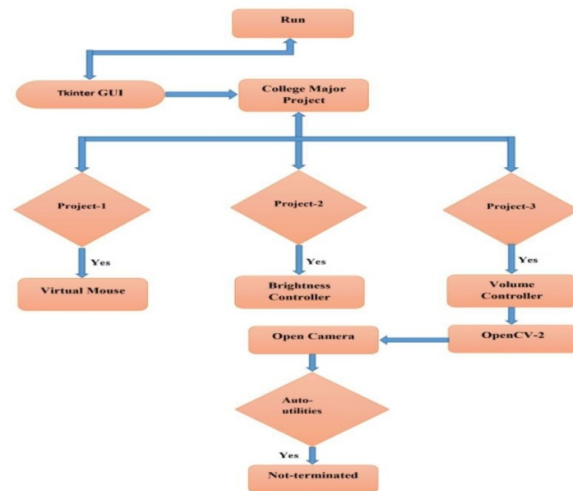 Run
Tkinter GUI
College Major
Project
Project-1
Project-2
Project-3
Yes
Yes
Yes
Virtual Mouse
Brightness
Controller
Volume
Controller
Open Camera
OpenCV-2
Auto-
utilities
Yes
Not-terminated